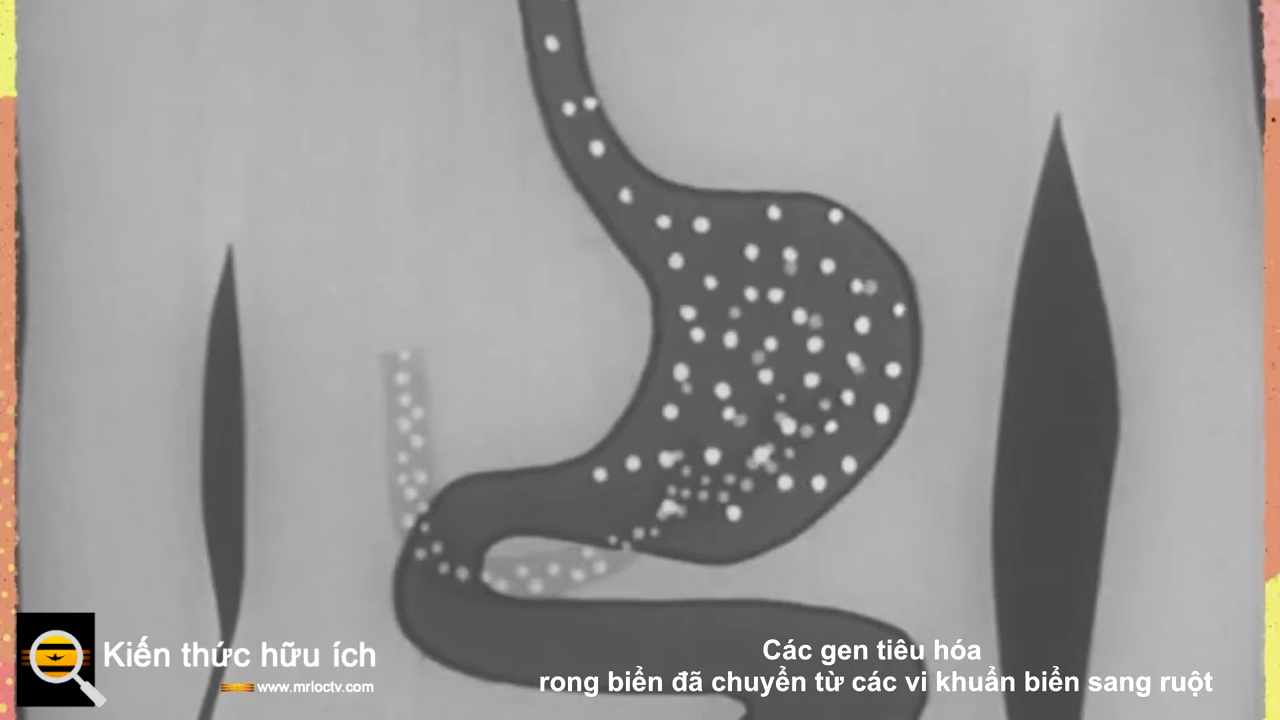 Kiến thức hữu ích
www.mrloctv.com
Các gen tiêu hóa
rong biển đã chuyển từ các vi khuẩn biển sang ruột